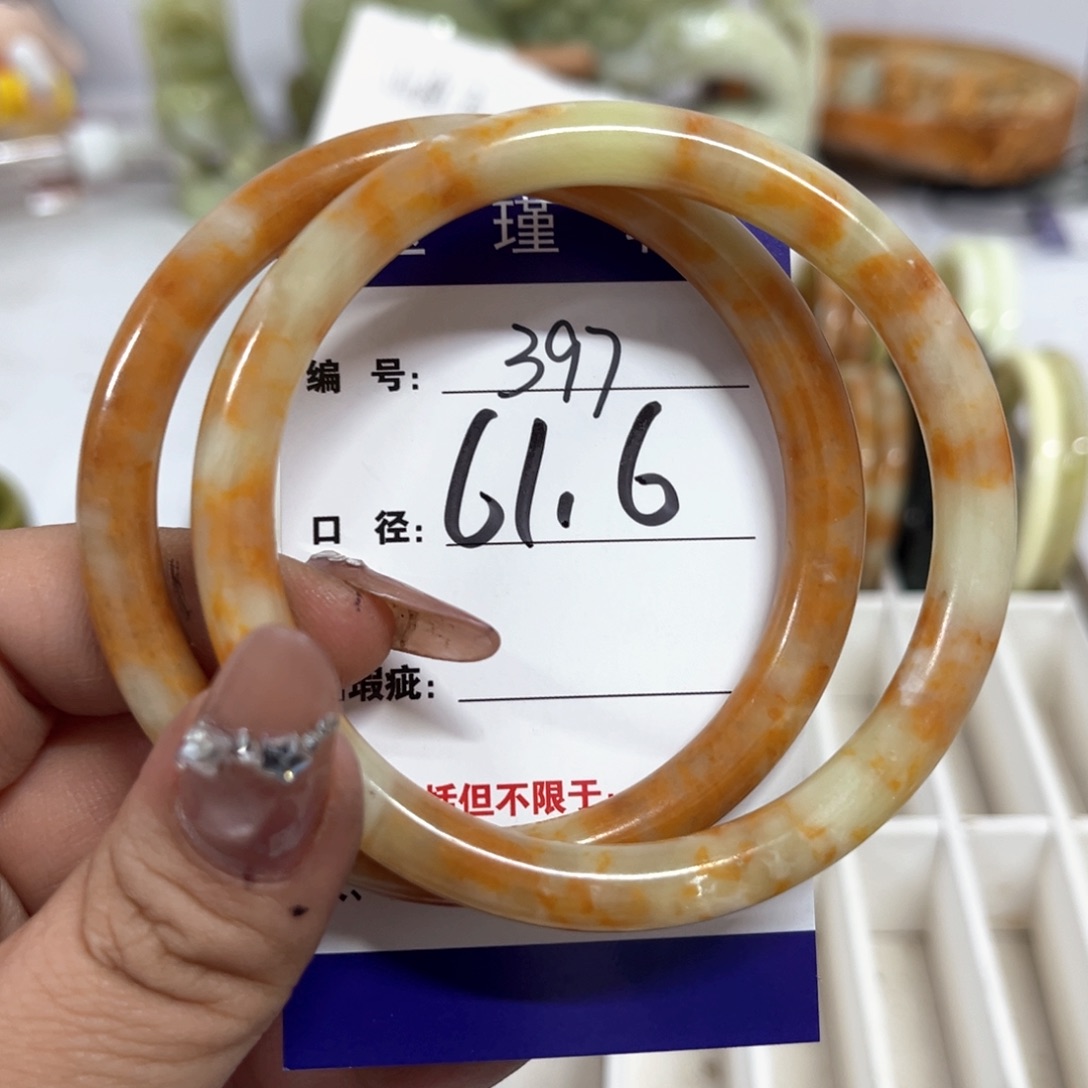 瑾
编 号: 397
口 径: 61.6
瑕疵:
括但不限于: